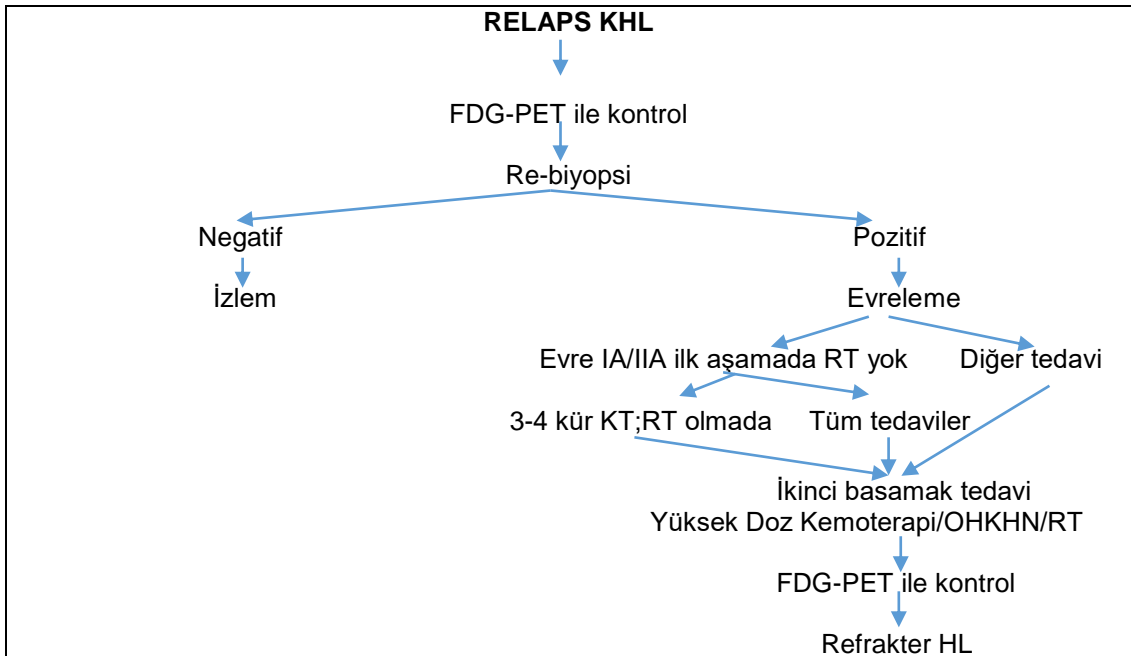 RELAPS KHL
FDG-PET ile kontrol
Re-biyopsi
Negatif
Pozitif
İzlem
Evreleme
Evre IA/IIA ilk aşamada RT yok
Diğer tedavi
3-4 kür KT;RT olmada
Tüm tedaviler
İkinci basamak tedavi
Yüksek Doz Kemoterapi/OHKHN/RT
FDG-PET ile kontrol
Refrakter HL